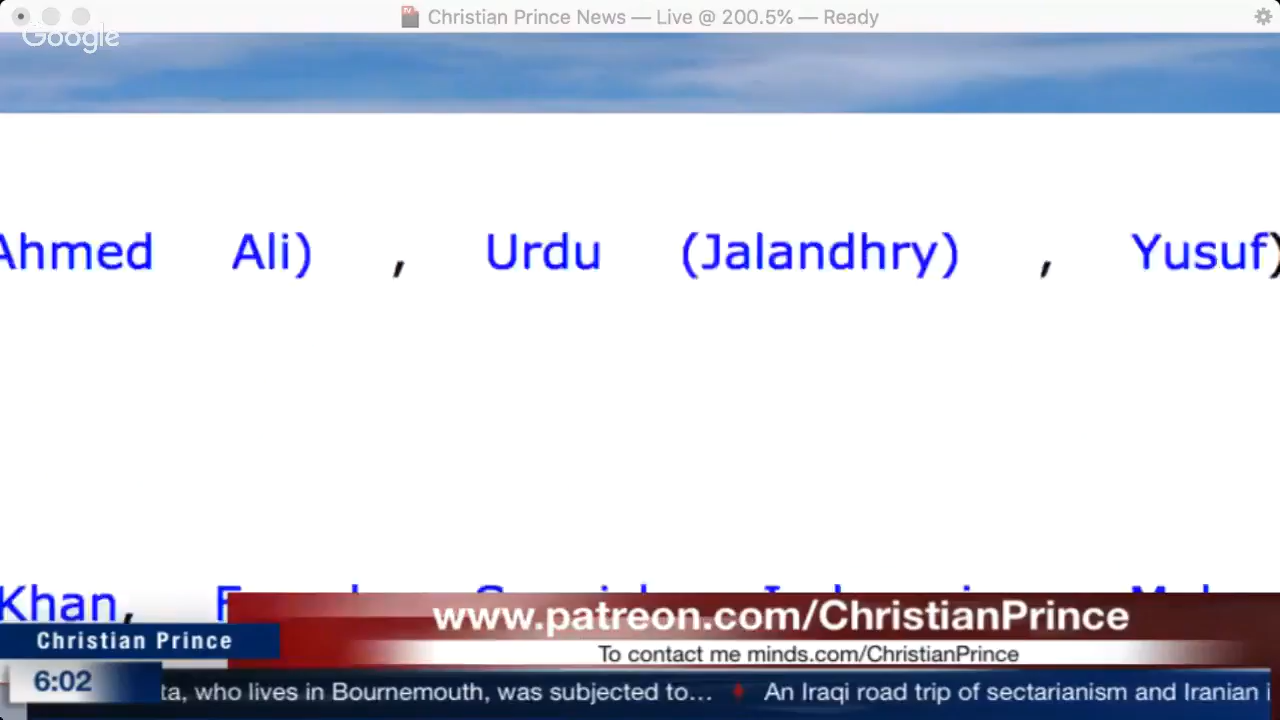 Christian Prince News — Live @ 200.5% — Ready
Google
Ahmed Ali) , Urdu (Jalandhry) , Yusuf)
Khan,
www.patreon.com/ChristianPrince
Christian Prince
To contact me minds.com/ChristianPrince
6:02
ta, who lives in Bournemouth, was subjected to... ♦ An Iraqi road trip of sectarianism and Iranian